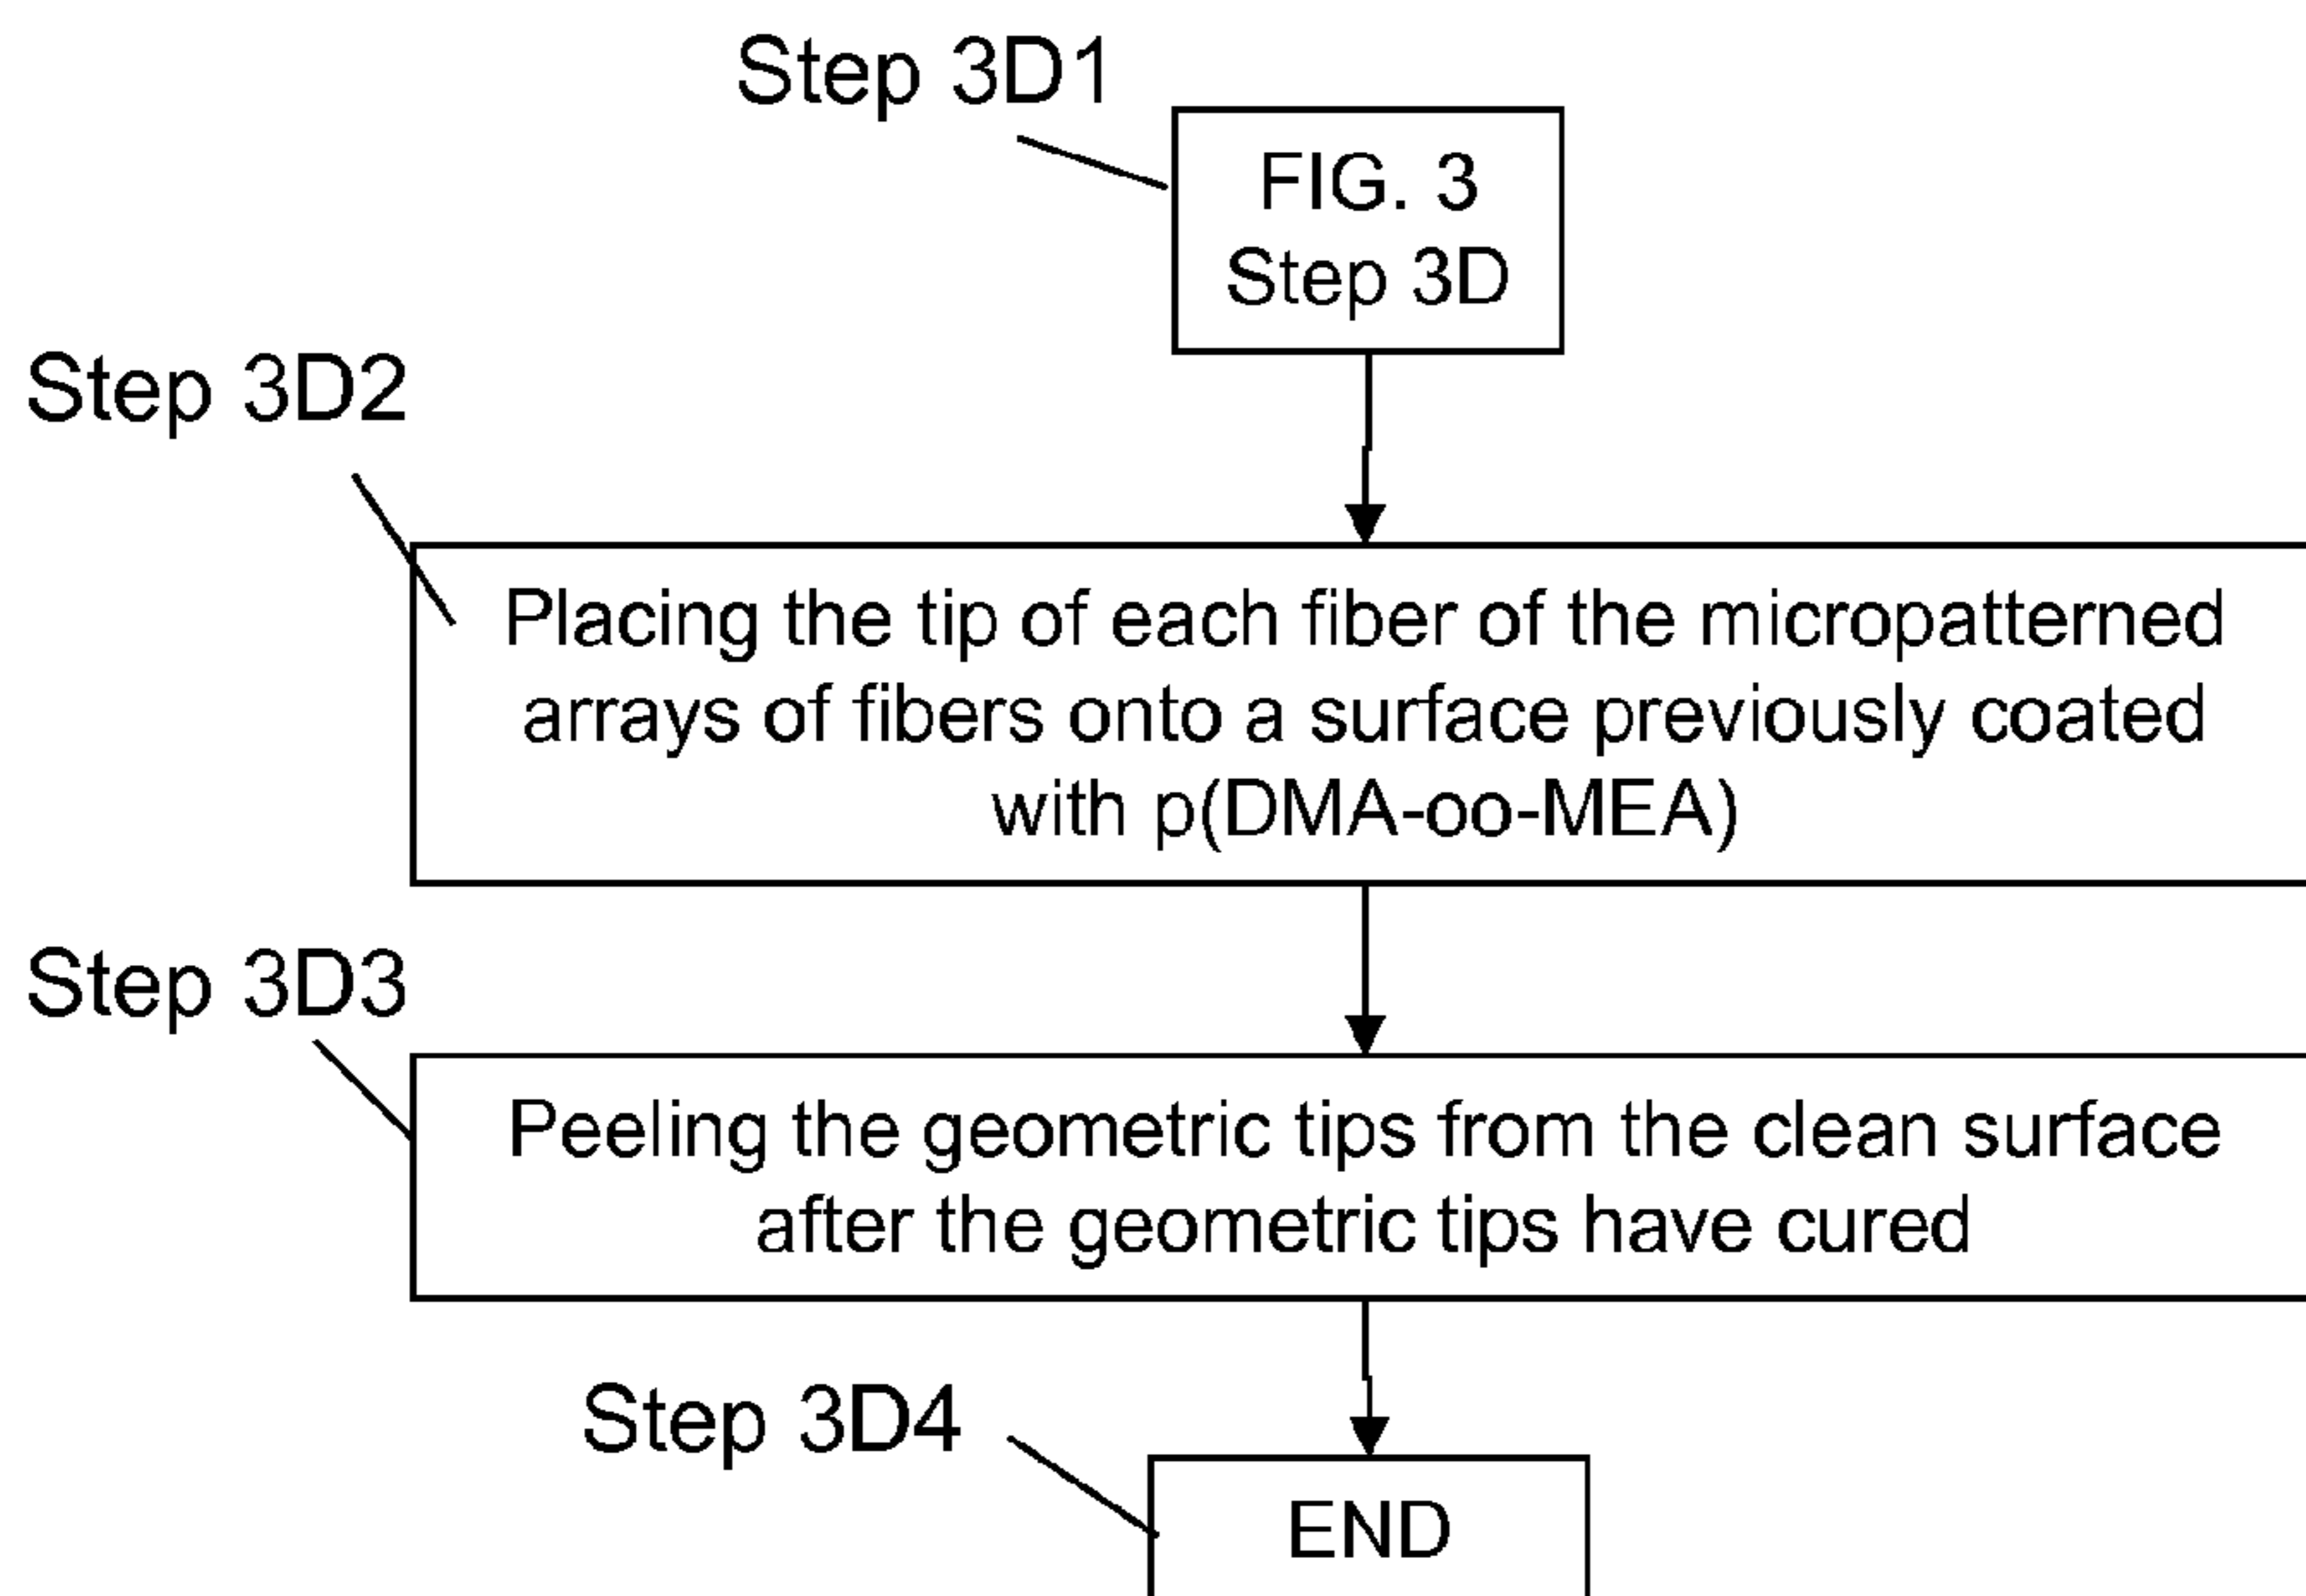 Step 3D1
FIG. 3
Step 3D
Step 3D2
Placing the tip of each fiber of the micropatterned
arrays of fibers onto a surface previously coated
with p(DMA-oo-MEA)
Step 3D3
Peeling the geometric tips from the clean surface
after the geometric tips have cured
Step 3D4
END